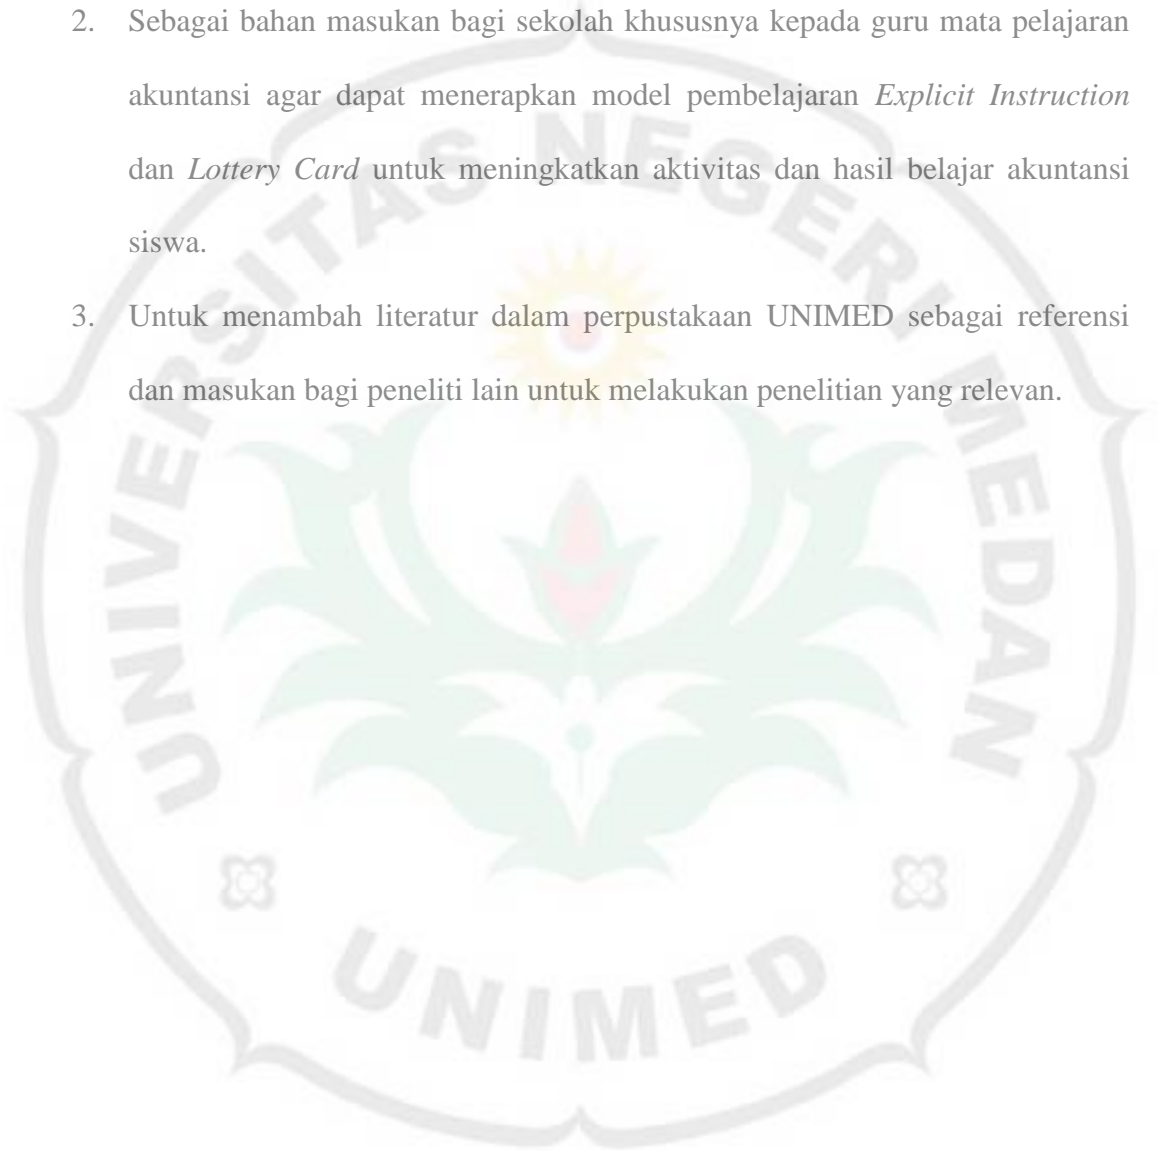 2. Sebagai bahan masukan bagi sekolah khususnya kepada guru mata pelajaran
akuntansi agar dapat menerapkan model pembelajaran Explicit Instruction
dan Lottery Card untuk meningkatkan aktivitas dan hasil belajar akuntansi
siswa.
3. Untuk menambah literatur dalam perpustakaan UNIMED sebagai referensi
dan masukan bagi peneliti lain untuk melakukan penelitian yang relevan.
UNIVERSITAS NEGERI MEDAN
UNIMED